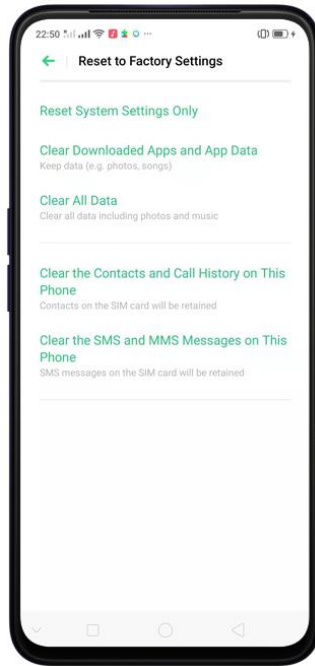 22:50
Reset to Factory Settings
Reset System Settings Only
Clear Downloaded Apps and App Data
Keep data (e.g. photos, songs)
Clear All Data
Clear all data including photos and music
Clear the Contacts and Call History on This
Phone
Contacts on the SIM card will be retained
Clear the SMS and MMS Messages on This
Phone
SMS messages on the SIM card will be retained